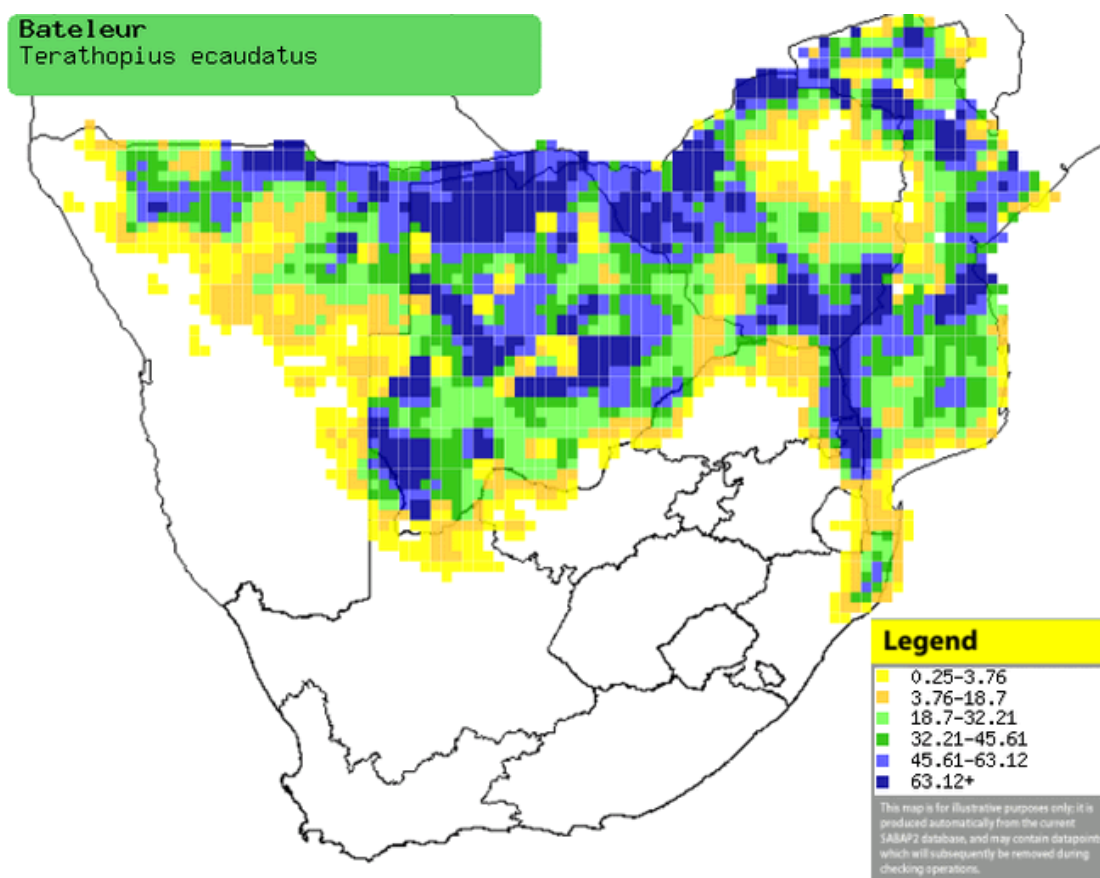 Bateleur
Terathopius ecaudatus
Legend
0.25-3.76
3.76-18.7
18.7-32.21
32.21-45.61
45.61-63.12
63.12+
This map is for illustrative purposes only; it is
produced automatically from the current
SABAP2 database, and may contain datapoints
which will subsequently be removed during
checking operations.